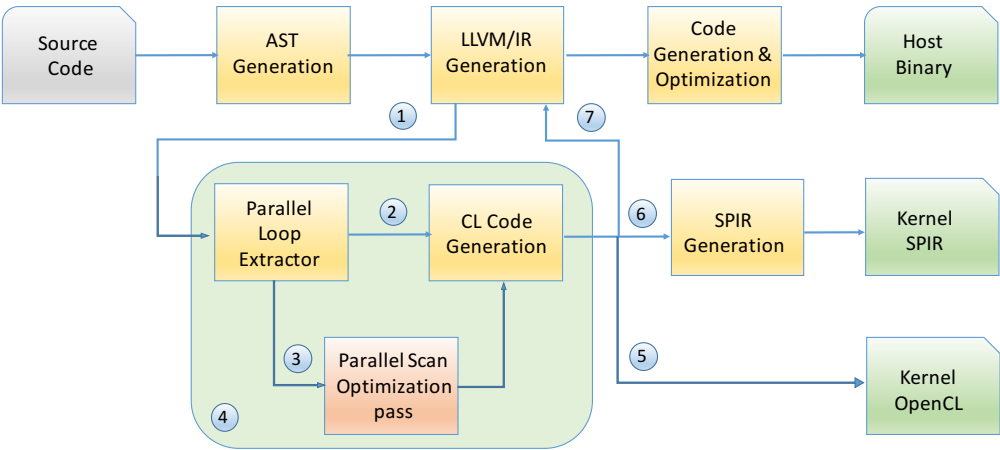 Source
Code
AST
Generation
LLVM/IR
Generation
Code
Generation &
Optimization
Host
Binary
1
7
Parallel
Loop
Extractor
2
CL Code
Generation
6
SPIR
Generation
Kernel
SPIR
3
Parallel Scan
Optimization
pass
5
Kernel
OpenCL
4